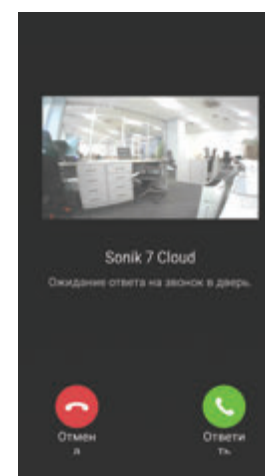 Sonik 7 Cloud
Ожидание ответа на звонок в дверь.
Отмен
а
Ответи
ть